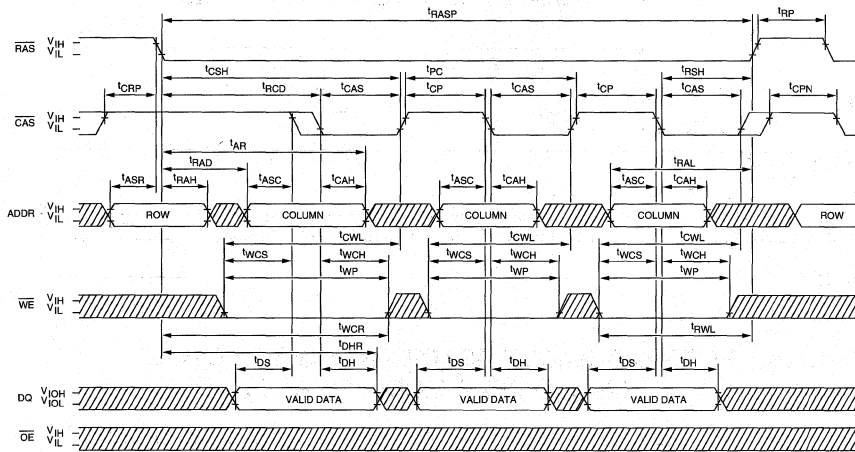 tRASP tRP
RAS VIH VIL
tCSH tPC tRSH
tCRP tRCD tCAS tCP tCAS tCP tCAS tCPN
CAS VIH VIL
tAR
tRAD tRAL
tASR tRAH tASC tCAH tASC tCAH tASC tCAH
ADDR VIH VIL ROW COLUMN COLUMN COLUMN ROW
tCWL tCWL tCWL
tWCS tWCH tWCS tWCH tWCS tWCH
tWP tWP tWP
WE VIH VIL
tWCR tRWL
tDHR
tDS tDH tDS tDH tDS tDH
DQ VIOH VIOL VALID DATA VALID DATA VALID DATA
OE VIH VIL